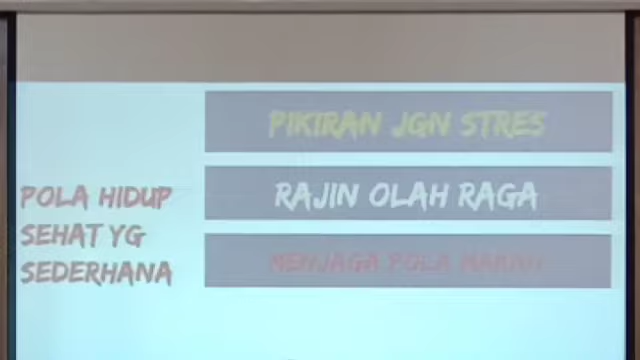 POLA HIDUP
SEHAT YG
SEDERHANA
PIKIRAN JGN STRES
RAJIN OLAH RAGA
MENJAGA POLA MAKAN